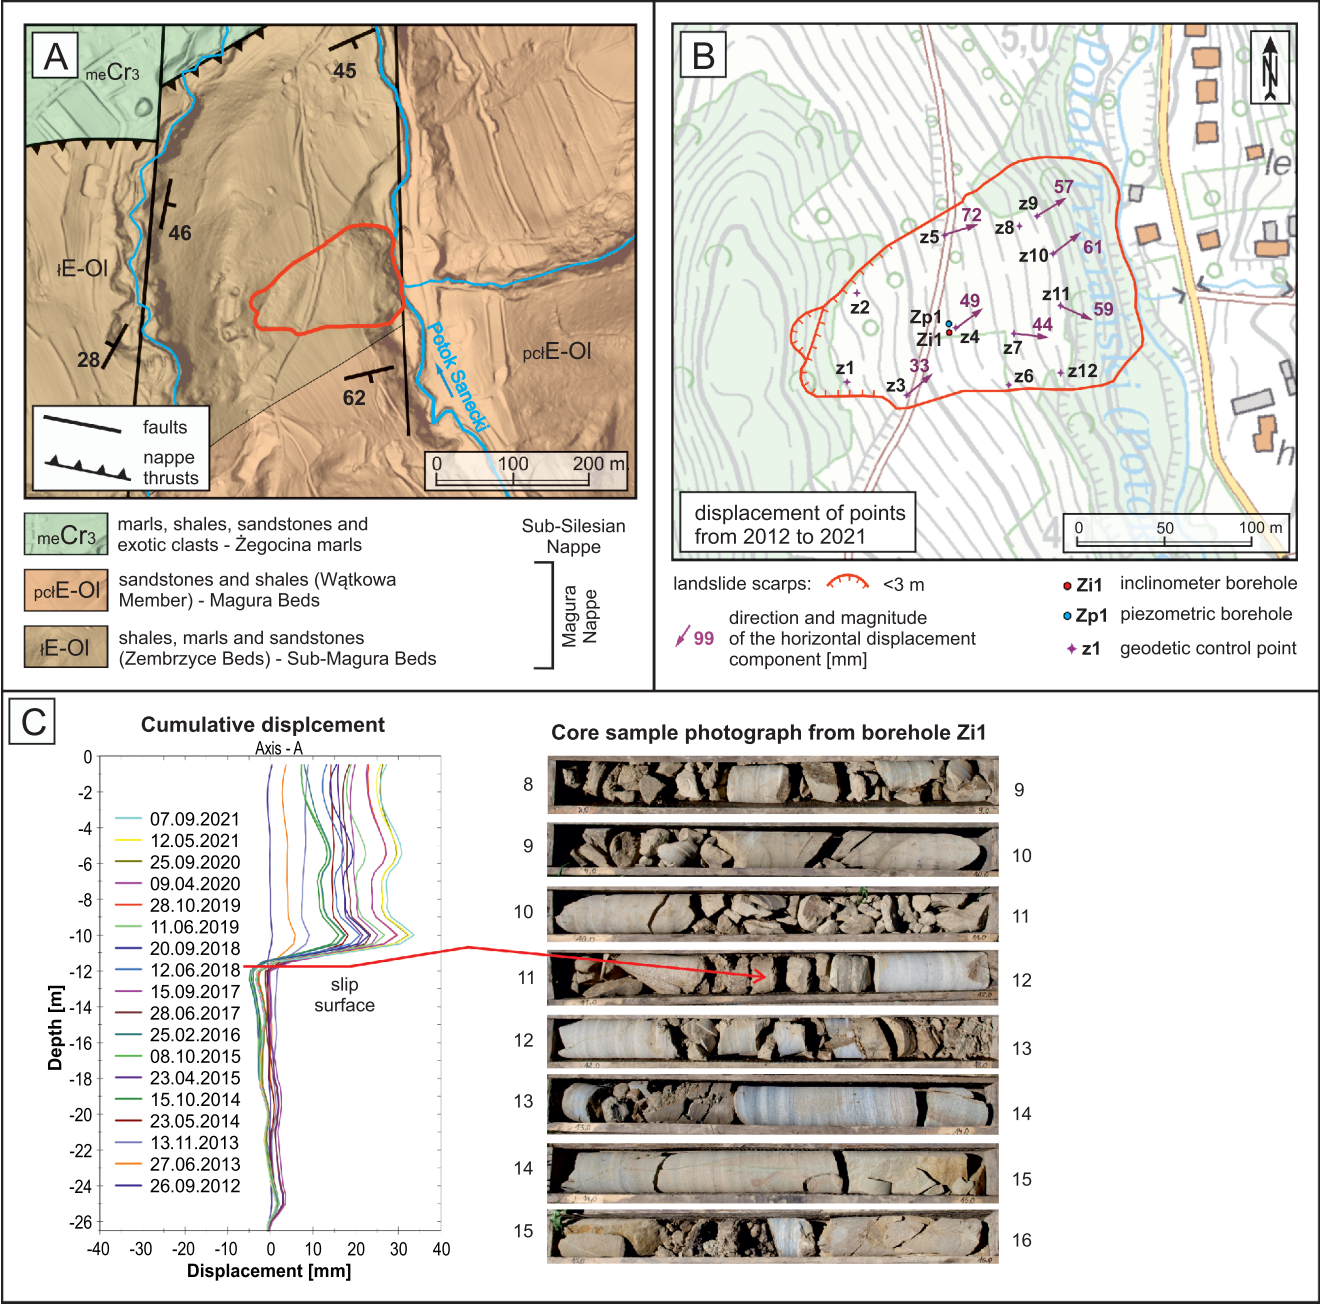 A
meCr3
45
46
łE-Ol
28
62
pclE-Ol
Potok Sanecki
faults
nappe
thrusts
0 100 200 m.
meCr3
marls, shales, sandstones and
exotic clasts - Żegocina marls
Sub-Silesian
Nappe
pclE-Ol
sandstones and shales (Wątkowa
Member) - Magura Beds
łE-Ol
shales, marls and sandstones
(Zembrzyce Beds) - Sub-Magura Beds
Magura
Nappe
B
5,0
Potok
N
le
57
z9
72
z8
z5
z10
61
z2
z11
49
59
Zp1
Zi1
z4
44
z7
33
z1
z3
z6
z12
(Potok
h
4
displacement of points
from 2012 to 2021
0 50 100 m
landslide scarps: <3 m
99
direction and magnitude
of the horizontal displacement
component [mm]
Zi1 inclinometer borehole
Zp1 piezometric borehole
z1 geodetic control point
C
Cumulative displcement
Axis - A
0
-2
-4
-6
-8
-10
-12
-14
-16
-18
-20
-22
-24
-26
Depth [m]
07.09.2021
12.05.2021
25.09.2020
09.04.2020
28.10.2019
11.06.2019
20.09.2018
12.06.2018
15.09.2017
28.06.2017
25.02.2016
08.10.2015
23.04.2015
15.10.2014
23.05.2014
13.11.2013
27.06.2013
26.09.2012
slip
surface
-40 -30 -20 -10 0 10 20 30 40
Displacement [mm]
Core sample photograph from borehole Zi1
8 9
9 10
10 11
11 12
12 13
13 14
14 15
15 16